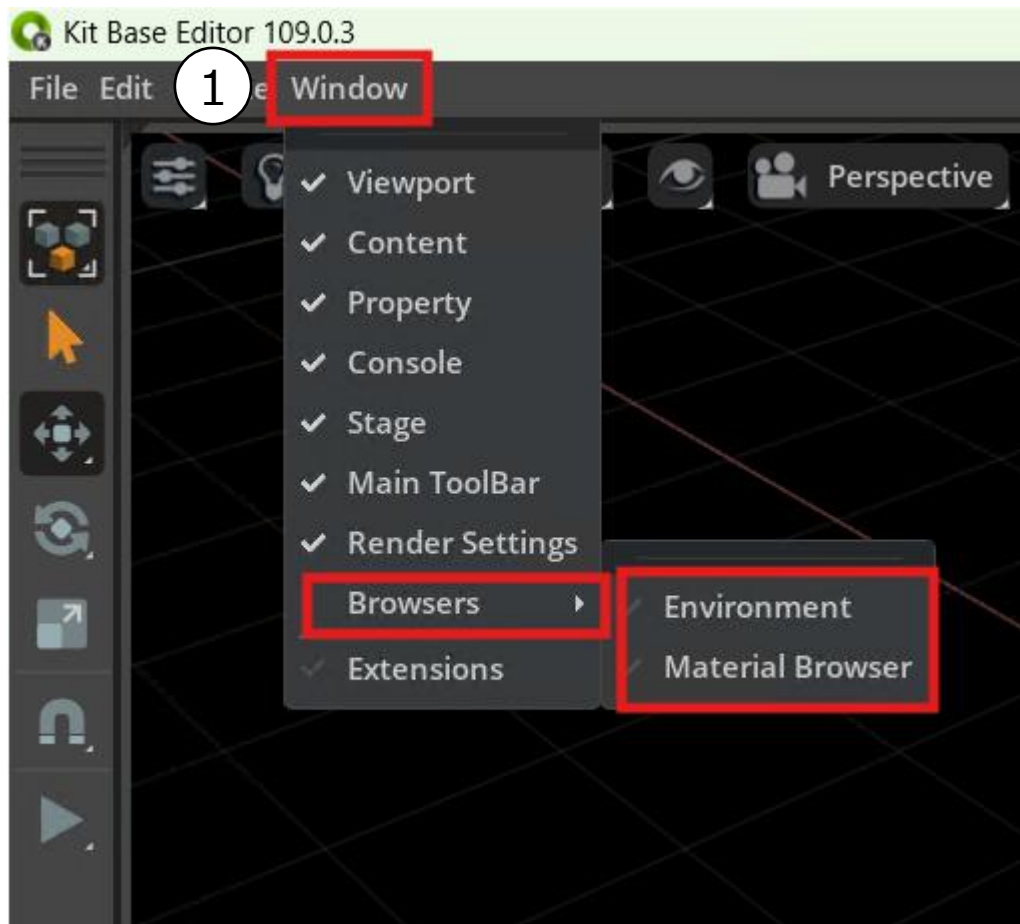 Kit Base Editor 109.0.3
File Edit 1 e Window
Perspective
Viewport
Content
Property
Console
Stage
Main ToolBar
Render Settings
Browsers
Environment
Material Browser
Extensions